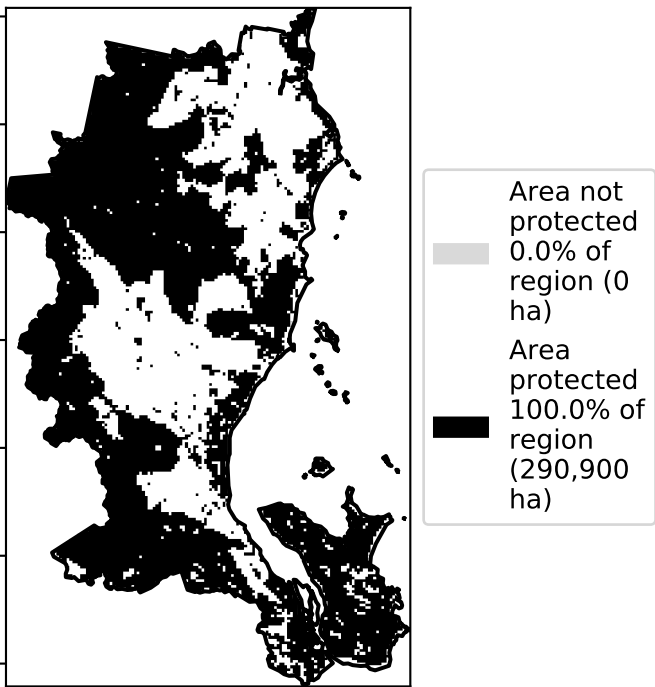 Area not
protected
0.0% of
region (0
ha)
Area
protected
100.0% of
region
(290,900
ha)